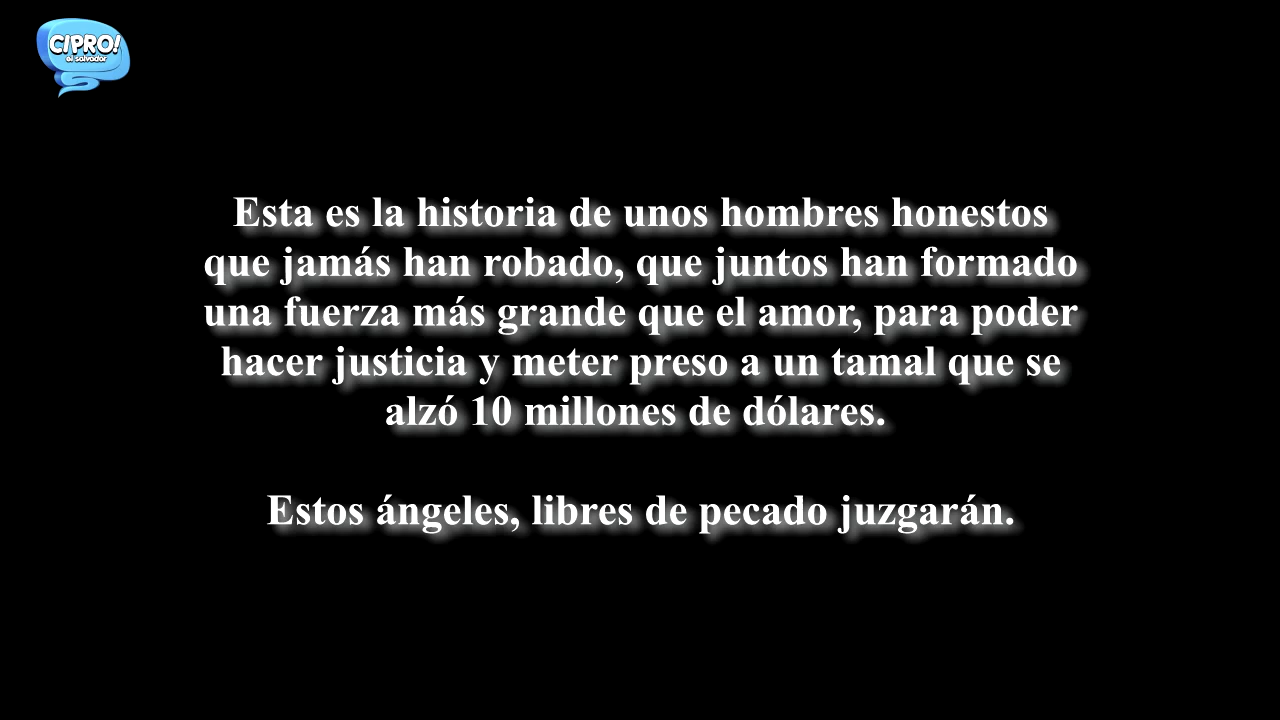 CIPRO!
el salvador
Esta es la historia de unos hombres honestos
que jamás han robado, que juntos han formado
una fuerza más grande que el amor, para poder
hacer justicia y meter preso a un tamal que se
alzó 10 millones de dólares.
Estos ángeles, libres de pecado juzgarán.